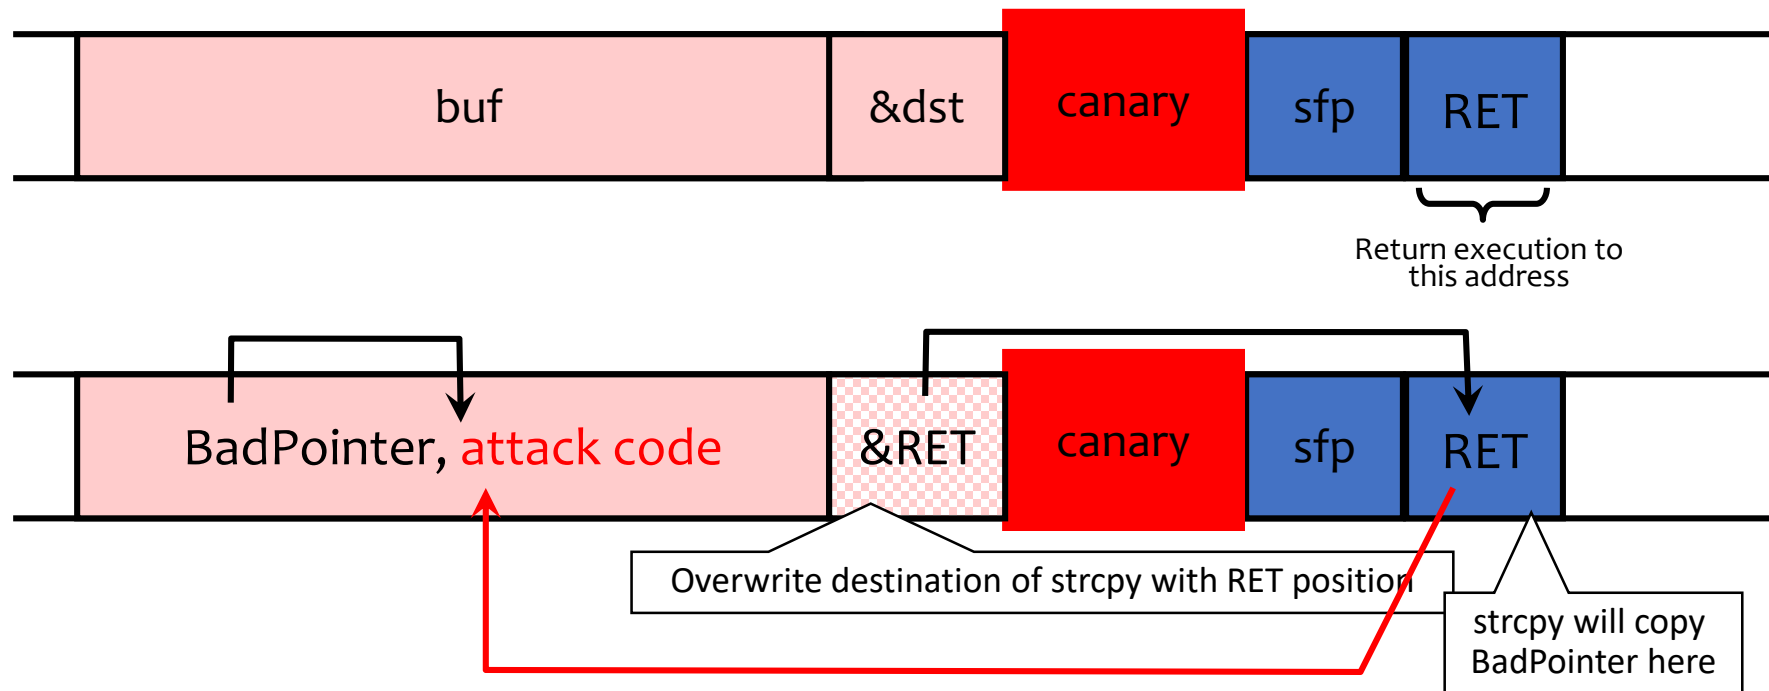 buf
&dst
canary
sfp
RET
Return execution to
this address
BadPointer, attack code
&RET
canary
sfp
RET
Overwrite destination of strcpy with RET position
strcpy will copy
BadPointer here